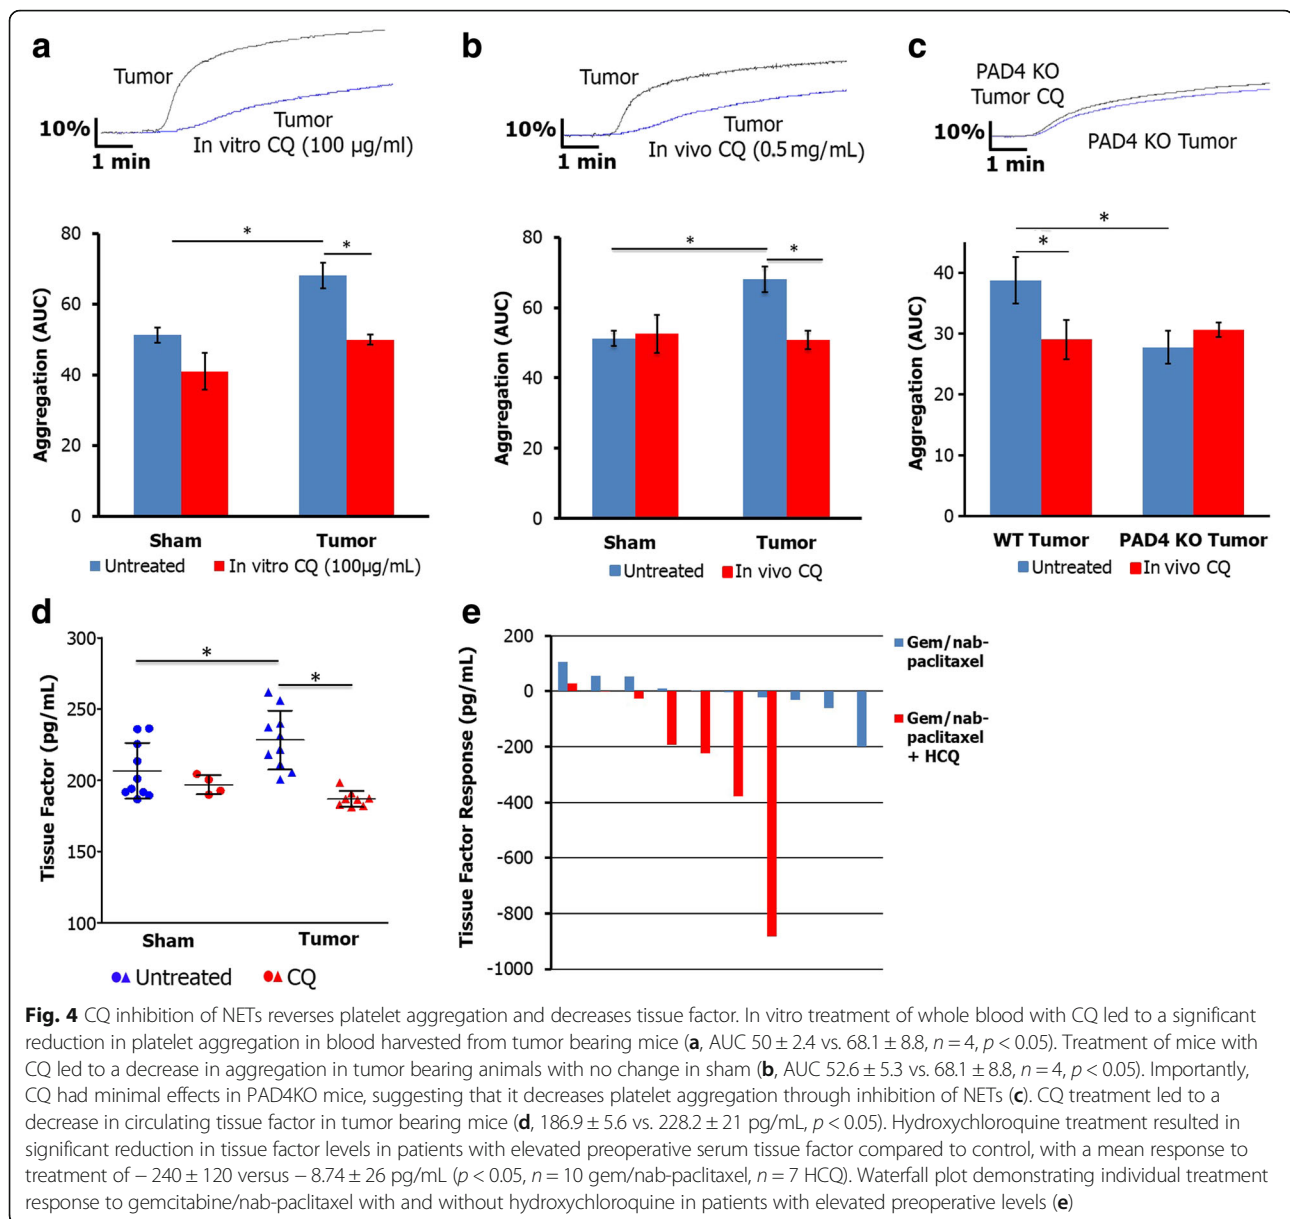 a
Tumor
Tumor
In vitro CQ (100 µg/ml)
10%
1 min
Aggregation (AUC)
80
60
40
20
0
*
*
Sham
Tumor
Untreated
In vitro CQ (100µg/mL)
b
Tumor
Tumor
In vivo CQ (0.5 mg/mL)
10%
1 min
Aggregation (AUC)
80
60
40
20
0
*
*
Sham
Tumor
Untreated
In vivo CQ
c
PAD4 KO
Tumor CQ
PAD4 KO Tumor
10%
1 min
Aggregation (AUC)
40
30
20
10
0
*
*
WT Tumor
PAD4 KO Tumor
Untreated
In vivo CQ
d
Tissue Factor (pg/mL)
300
250
200
150
100
*
*
Sham
Tumor
Untreated
CQ
e
Tissue Factor Response (pg/mL)
200
0
-200
-400
-600
-800
-1000
Gem/nab-
paclitaxel
Gem/nab-
paclitaxel
+ HCQ
Fig. 4 CQ inhibition of NETs reverses platelet aggregation and decreases tissue factor. In vitro treatment of whole blood with CQ led to a significant
reduction in platelet aggregation in blood harvested from tumor bearing mice (a, AUC 50 ± 2.4 vs. 68.1 ± 8.8, n = 4, p < 0.05). Treatment of mice with
CQ led to a decrease in aggregation in tumor bearing animals with no change in sham (b, AUC 52.6 ± 5.3 vs. 68.1 ± 8.8, n = 4, p < 0.05). Importantly,
CQ had minimal effects in PAD4KO mice, suggesting that it decreases platelet aggregation through inhibition of NETs (c). CQ treatment led to a
decrease in circulating tissue factor in tumor bearing mice (d, 186.9 ± 5.6 vs. 228.2 ± 21 pg/mL, p < 0.05). Hydroxychloroquine treatment resulted in
significant reduction in tissue factor levels in patients with elevated preoperative serum tissue factor compared to control, with a mean response to
treatment of − 240 ± 120 versus − 8.74 ± 26 pg/mL (p < 0.05, n = 10 gem/nab-paclitaxel, n = 7 HCQ). Waterfall plot demonstrating individual treatment
response to gemcitabine/nab-paclitaxel with and without hydroxychloroquine in patients with elevated preoperative levels (e)